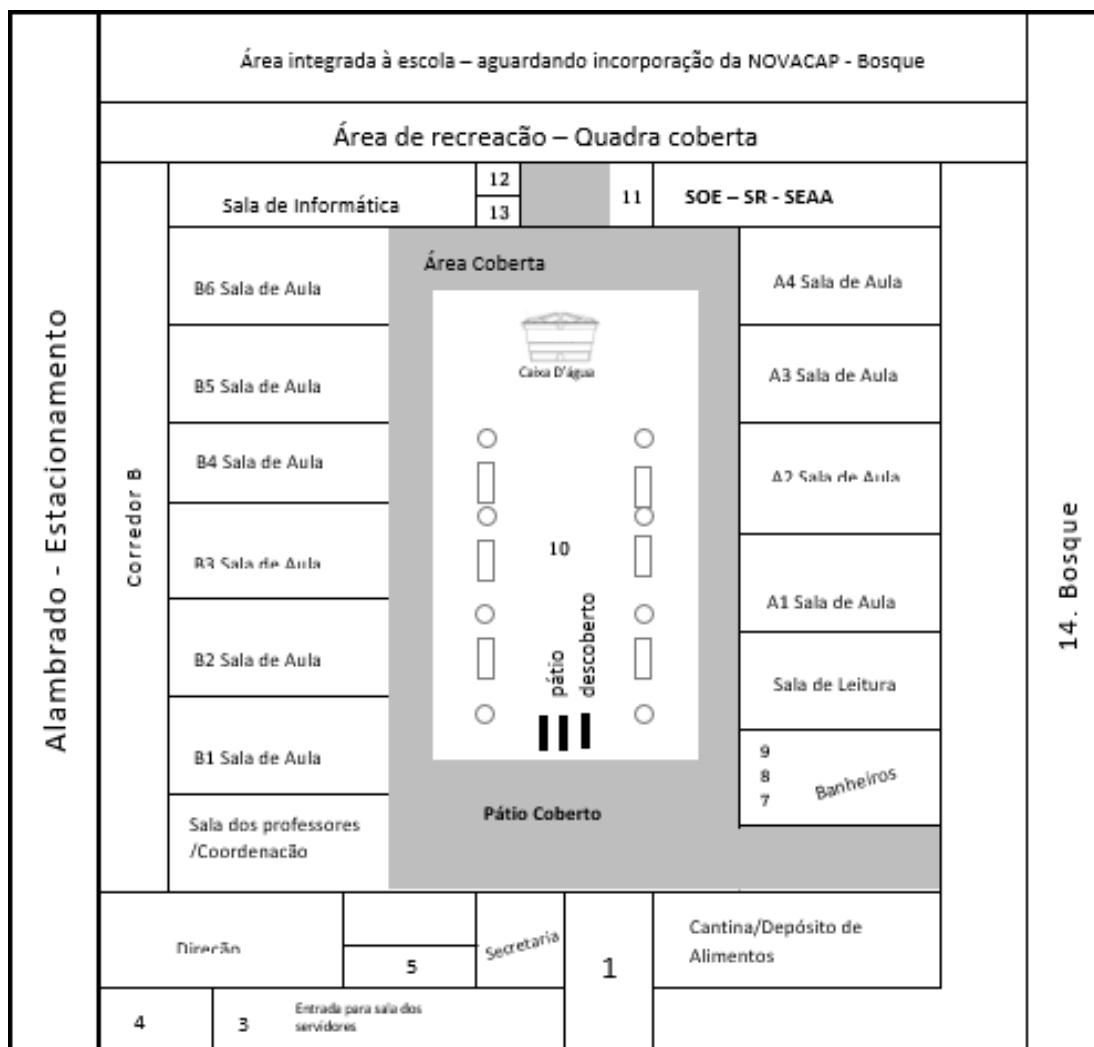 Área integrada à escola – aguardando incorporação da NOVACAP - Bosque
Área de recreacão – Quadra coberta
Alambrado - Estacionamento
Corredor B
Sala de Informática
12
13
11
SOE – SR - SEAA
Área Coberta
B6 Sala de Aula
A4 Sala de Aula
Caixa D'água
B5 Sala de Aula
A3 Sala de Aula
B4 Sala de Aula
A2 Sala de Aula
B3 Sala de Aula
10
pátio
descoberto
A1 Sala de Aula
B2 Sala de Aula
Sala de Leitura
B1 Sala de Aula
9
8
7
Banheiros
Pátio Coberto
Sala dos professores
/Coordenacão
14. Bosque
Direcão
5
Secretaria
1
Cantina/Depósito de
Alimentos
4
3
Entrada para sala dos
servidores